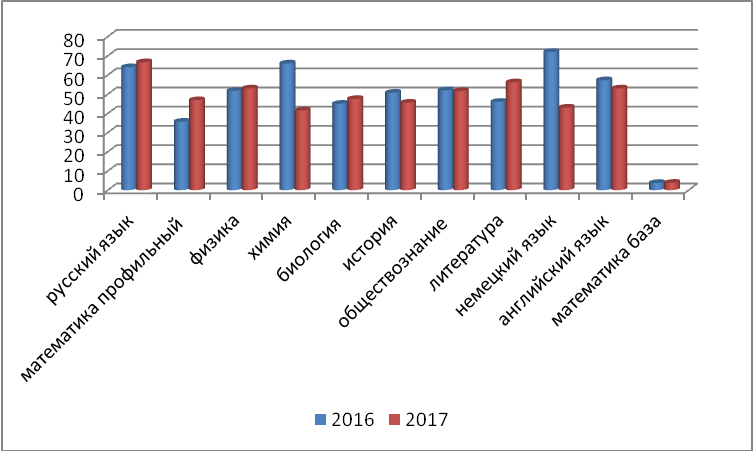 80
70
60
50
40
30
20
10
0
русский язык
математика профильный
физика
химия
биология
история
обществознание
литература
немецкий язык
английский язык
математика база
2016 2017